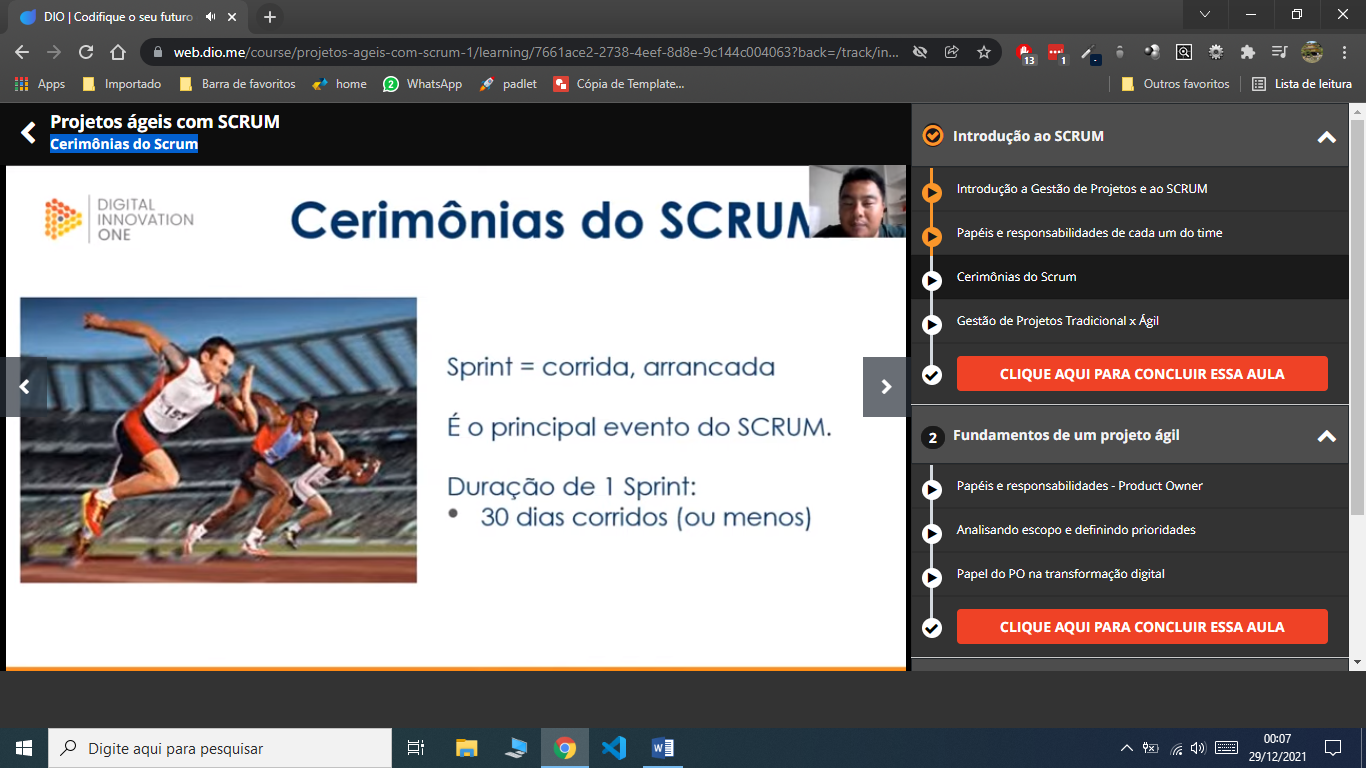 DIO | Codifique o seu futuro
web.dio.me/course/projetos-ageis-com-scrum-1/learning/7661ace2-2738-4eef-8d8e-9c144c004063?back=/track/in...
13
1
Apps
Importado
Barra de favoritos
home
2
WhatsApp
padlet
Cópia de Template...
Outros favoritos
Lista de leitura
Projetos ágeis com SCRUM
Cerimônias do Scrum
DIGITAL
INNOVATION
ONE
Cerimônias do SCRUM
Sprint = corrida, arrancada
É o principal evento do SCRUM.
Duração de 1 Sprint:
• 30 dias corridos (ou menos)
Introdução ao SCRUM
Introdução a Gestão de Projetos e ao SCRUM
Papéis e responsabilidades de cada um do time
Cerimônias do Scrum
Gestão de Projetos Tradicional x Ágil
CLIQUE AQUI PARA CONCLUIR ESSA AULA
2 Fundamentos de um projeto ágil
Papéis e responsabilidades - Product Owner
Analisando escopo e definindo prioridades
Papel do PO na transformação digital
CLIQUE AQUI PARA CONCLUIR ESSA AULA
Digite aqui para pesquisar
00:07
29/12/2021